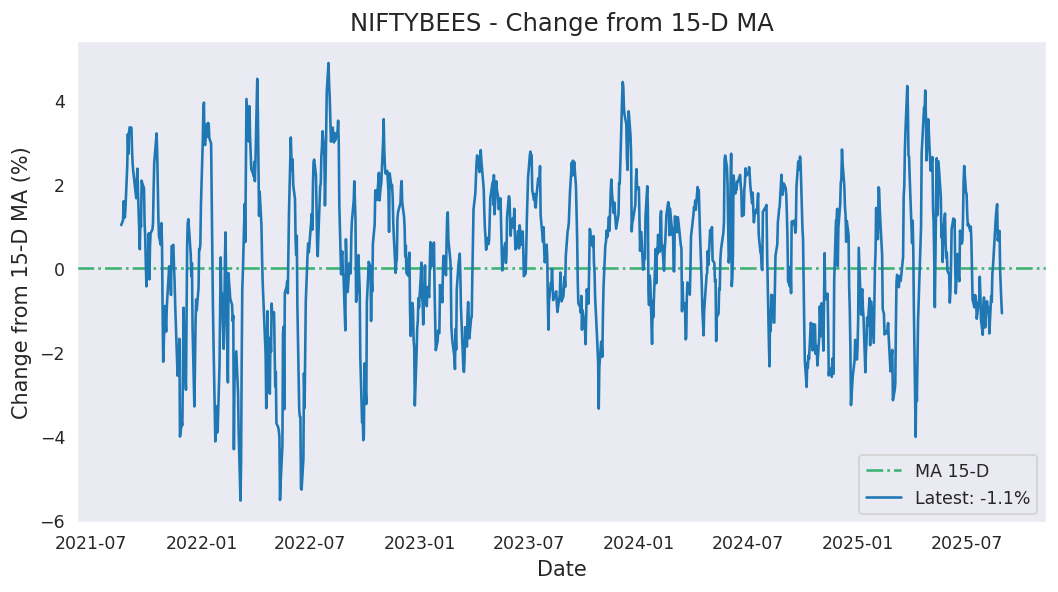 NIFTYBEES - Change from 15-D MA
Change from 15-D MA (%)
4
2
0
−2
−4
−6
2021-07 2022-01 2022-07 2023-01 2023-07 2024-01 2024-07 2025-01 2025-07
Date
MA 15-D
Latest: -1.1%